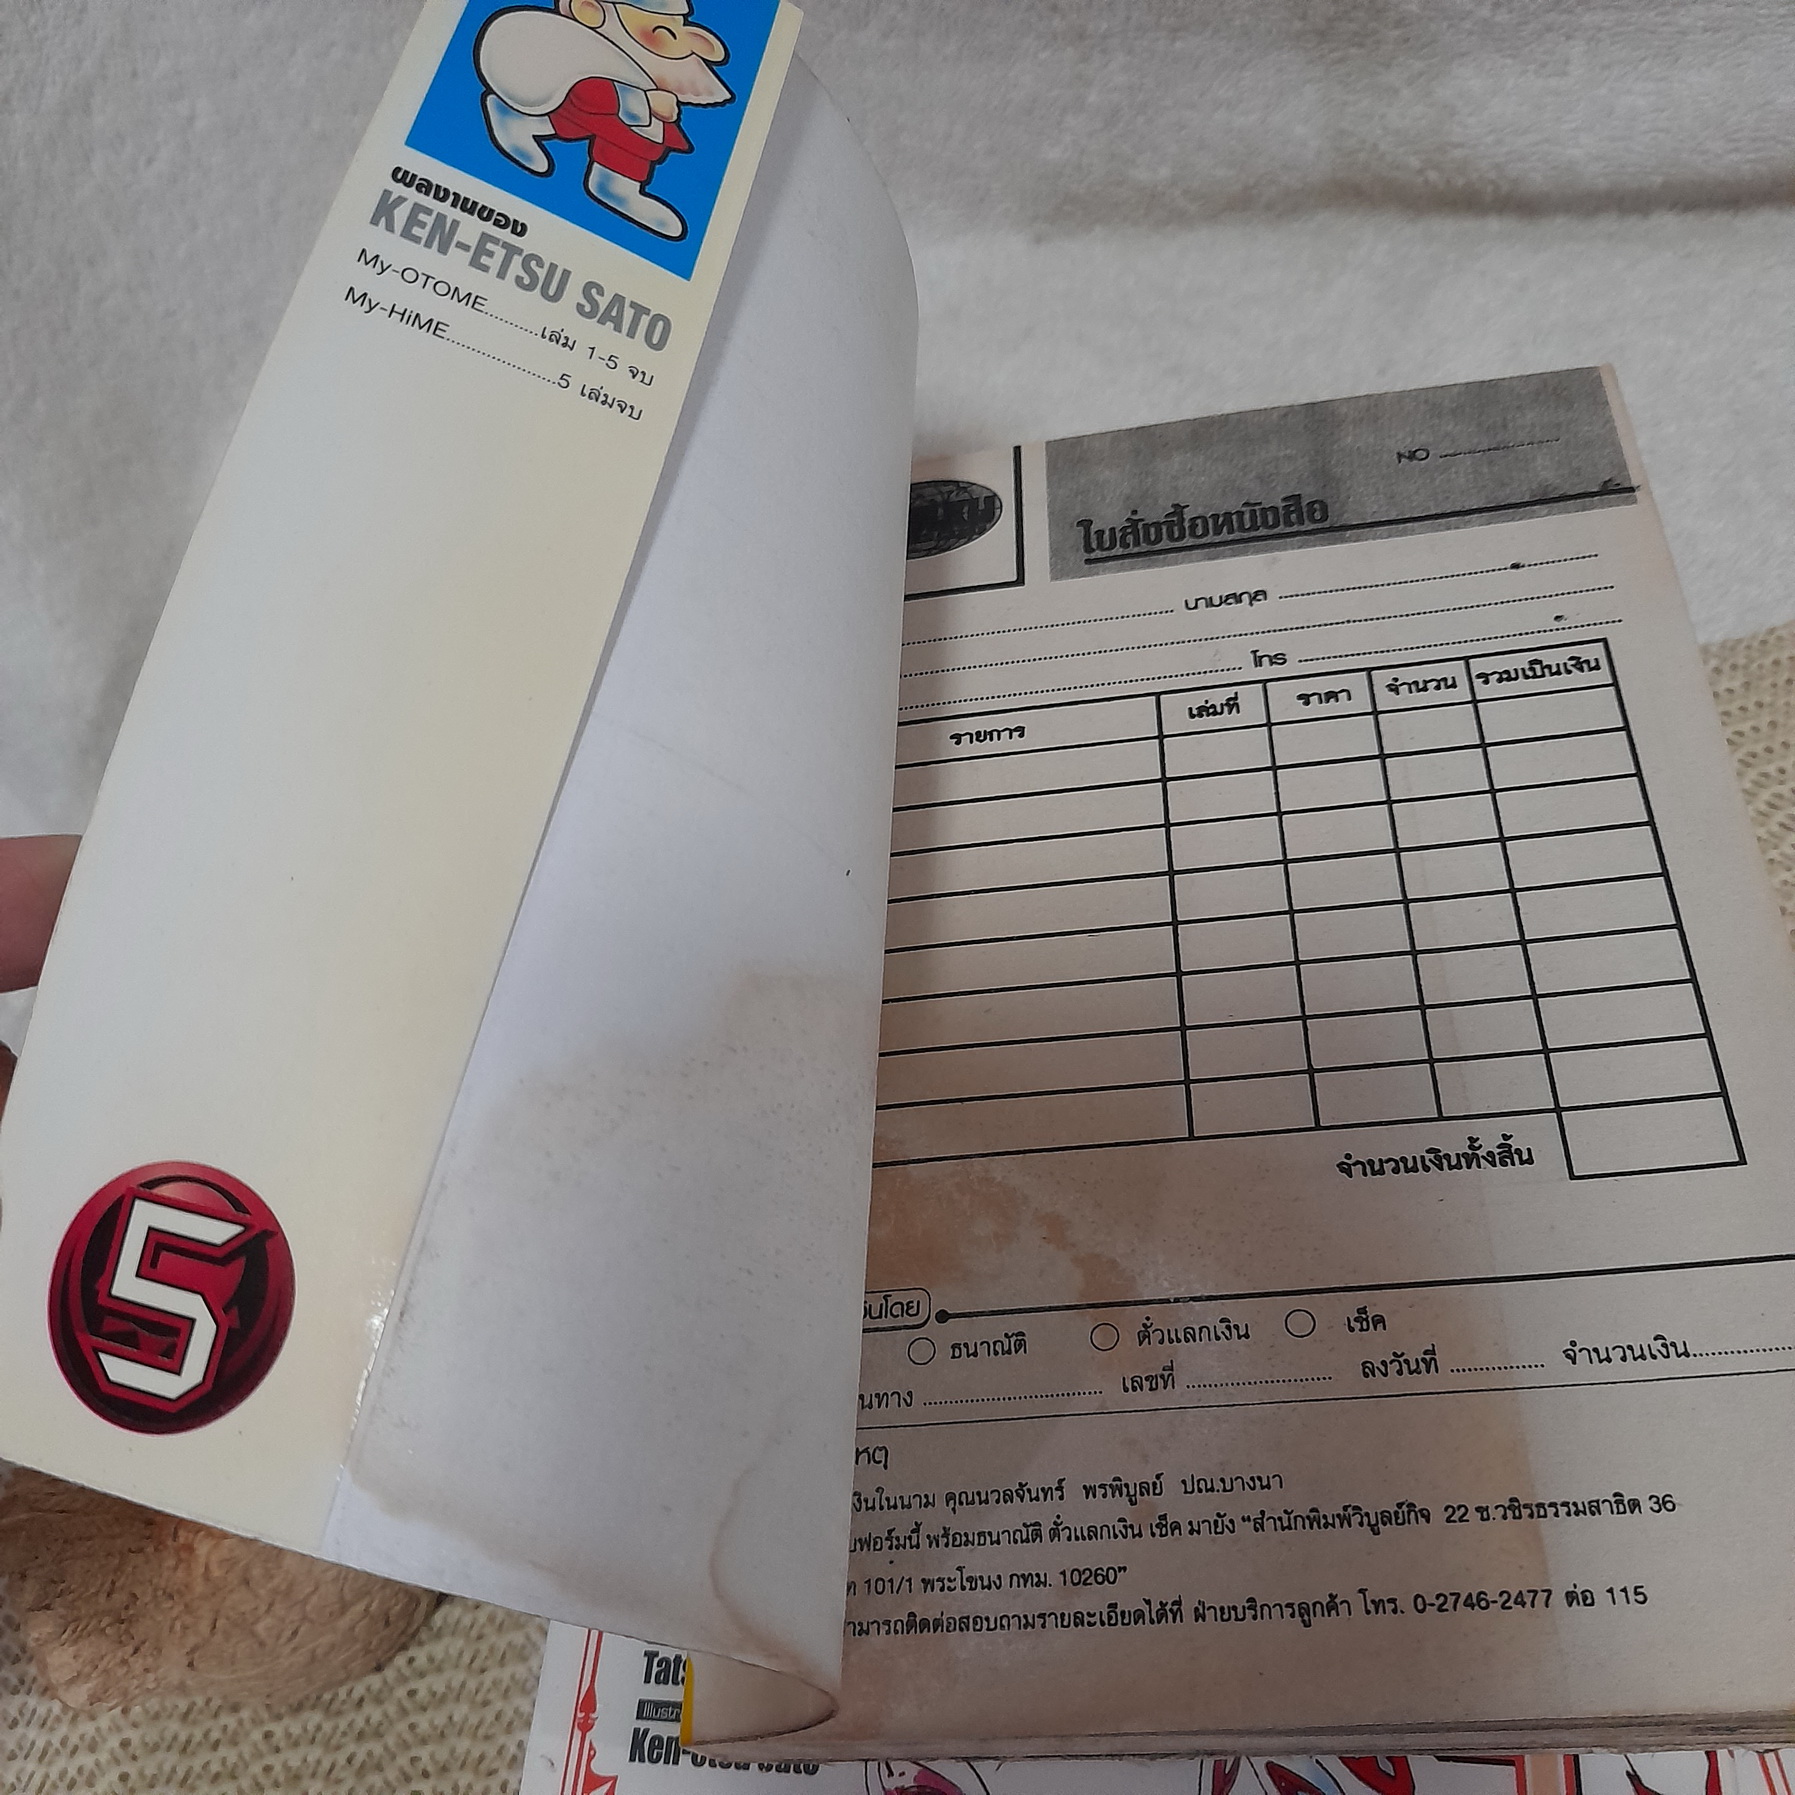 ผลงานของ
KEN-ETSU SATO
My-OTOME..........เล่ม 1-5 จบ
My-HiME....................5 เล่มจบ
5
NO ....................
ใบสั่งซื้อหนังสือ
นามสกุล
โทร
รายการ เล่มที่ ราคา จำนวน รวมเป็นเงิน
จำนวนเงินทั้งสิ้น
ธนาณัติ ตั๋วแลกเงิน เช็ค
เลขที่ .................... ลงวันที่ ............ จำนวนเงิน............
คุณนวลจันทร์ พรพิบูลย์ ปณ.บางนา
พร้อมธนาณัติ ตั๋วแลกเงิน เช็ค มายัง "สำนักพิมพ์วิบูลย์กิจ 22 ซ.วชิรธรรมสาธิต 36
101/1 พระโขนง กทม. 10260"
ฝ่ายบริการลูกค้า โทร. 0-2746-2477 ต่อ 115
Ken-etsu Sato